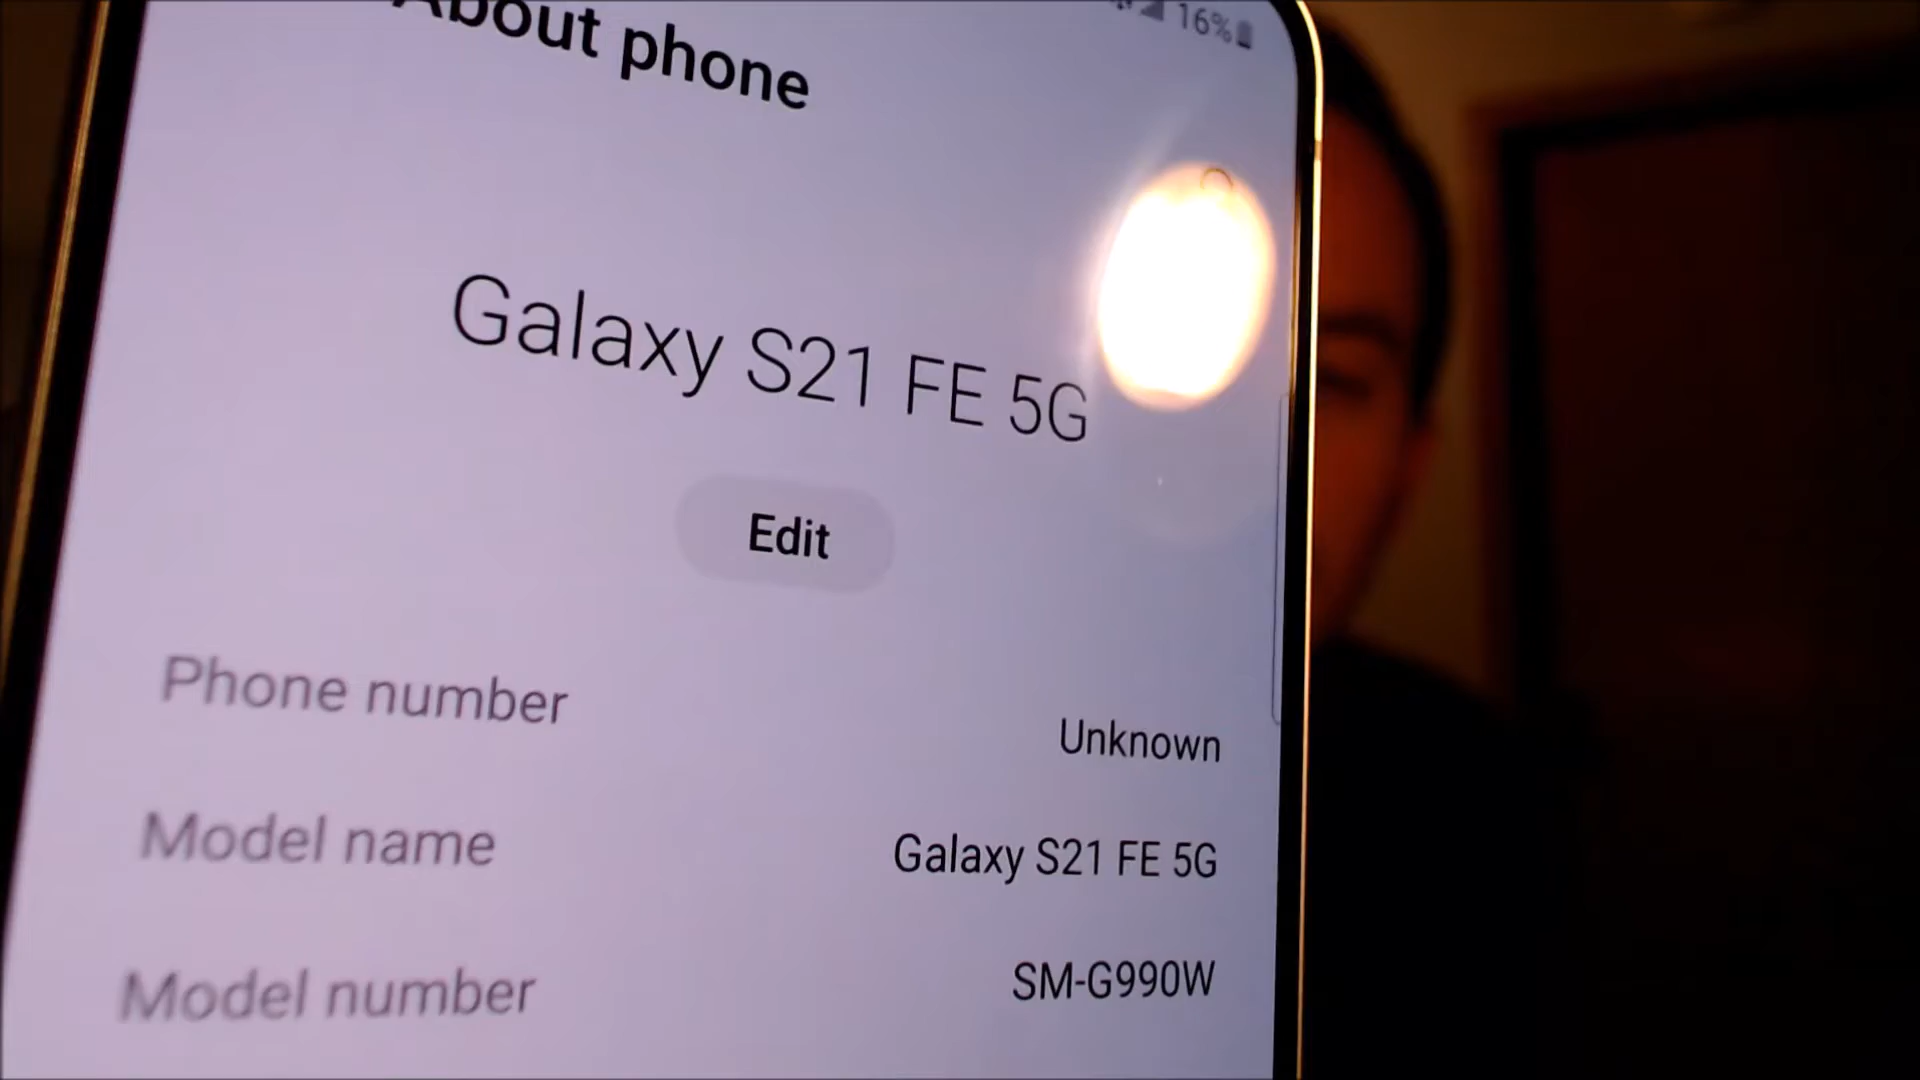 16%
About phone
Galaxy S21 FE 5G
Edit
Phone number
Unknown
Model name
Galaxy S21 FE 5G
Model number
SM-G990W